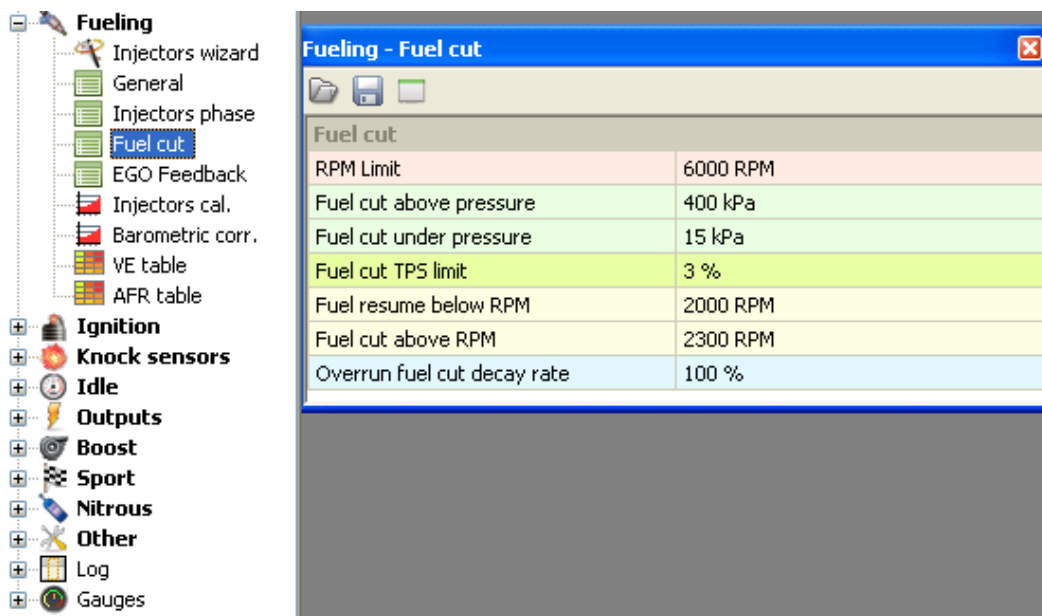 Fueling
Injectors wizard
General
Injectors phase
Fuel cut
EGO Feedback
Injectors cal.
Barometric corr.
VE table
AFR table
Ignition
Knock sensors
Idle
Outputs
Boost
Sport
Nitrous
Other
Log
Gauges
Fueling - Fuel cut
Fuel cut
RPM Limit 6000 RPM
Fuel cut above pressure 400 kPa
Fuel cut under pressure 15 kPa
Fuel cut TPS limit 3 %
Fuel resume below RPM 2000 RPM
Fuel cut above RPM 2300 RPM
Overrun fuel cut decay rate 100 %